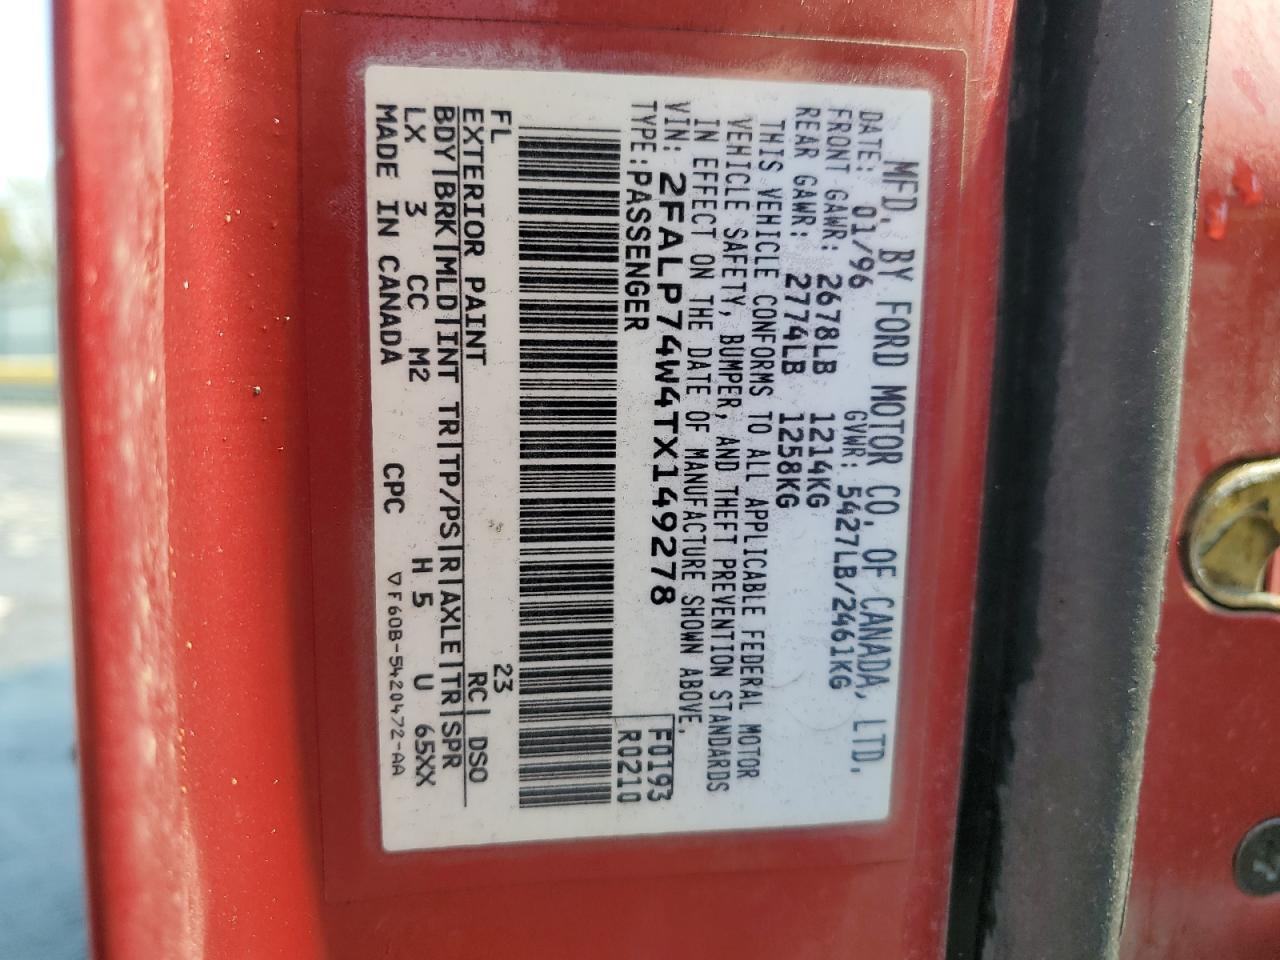 MFD. BY FORD MOTOR CO. OF CANADA, LTD.
DATE: 01/96 GVWR: 5427LB/2461KG
FRONT GAWR: 2678LB 1214KG
REAR GAWR: 2774LB 1258KG
THIS VEHICLE CONFORMS TO ALL APPLICABLE FEDERAL MOTOR
VEHICLE SAFETY, BUMPER, AND THEFT PREVENTION STANDARDS
IN EFFECT ON THE DATE OF MANUFACTURE SHOWN ABOVE.
VIN: 2FALP74W4TX149278 F0193
TYPE: PASSENGER R0210
FL 23
EXTERIOR PAINT RC| DSO
BDY|BRK|MLD|INT TR|TP/PS|R|AXLE|TR|SPR
LX 3 CC M2 H 5 U 65XX
MADE IN CANADA CPC ▽F60B-5420472-AA